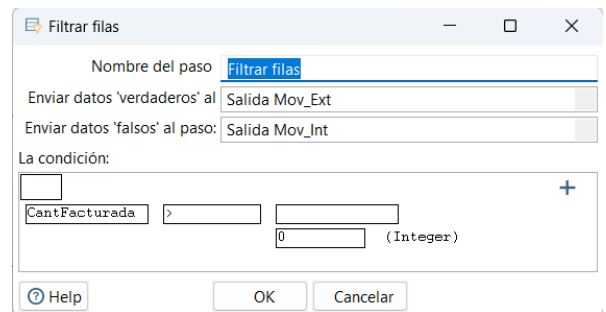 Filtrar filas
Nombre del paso Filtrar filas
Enviar datos 'verdaderos' al Salida Mov_Ext
Enviar datos 'falsos' al paso: Salida Mov_Int
La condición:
+
CantFacturada >
0 (Integer)
Help OK Cancelar